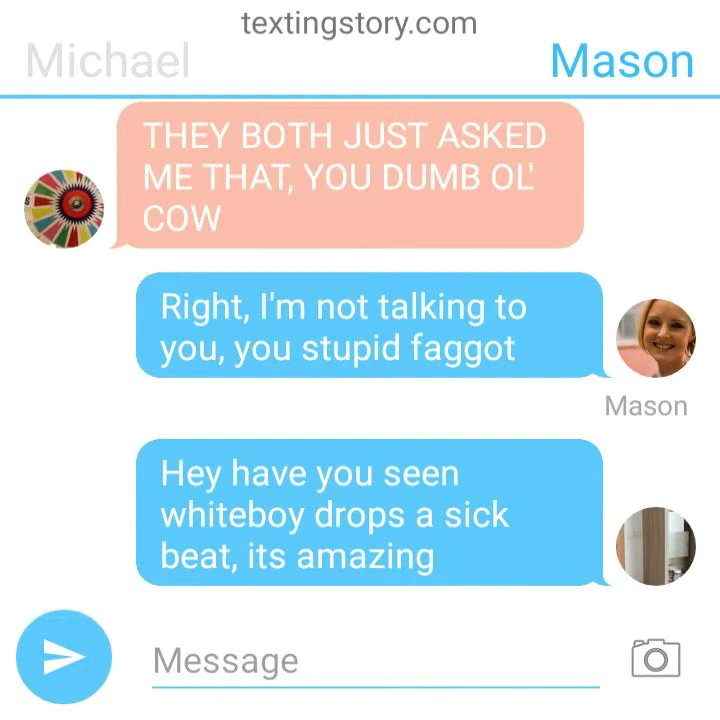 textingstory.com
Michael
Mason
THEY BOTH JUST ASKED
ME THAT, YOU DUMB OL'
COW
Right, I'm not talking to
you, you stupid faggot
Mason
Hey have you seen
whiteboy drops a sick
beat, its amazing
Message